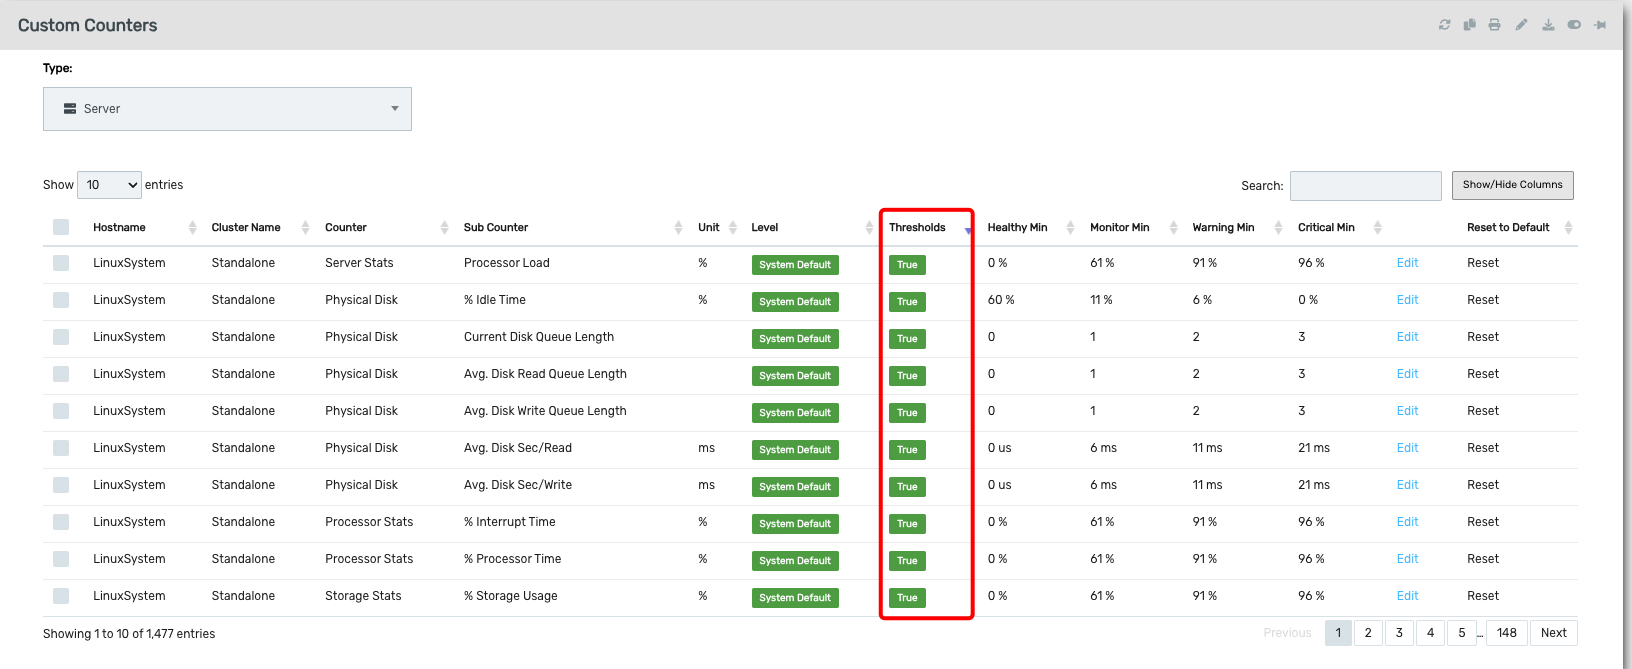 Custom Counters
Type:
Server
Show 10 entries
Search: Show/Hide Columns
Hostname Cluster Name Counter Sub Counter Unit Level Thresholds Healthy Min Monitor Min Warning Min Critical Min Reset to Default
LinuxSystem Standalone Server Stats Processor Load % System Default True 0 % 61 % 91 % 96 % Edit Reset
LinuxSystem Standalone Physical Disk % Idle Time % System Default True 60 % 11 % 6 % 0 % Edit Reset
LinuxSystem Standalone Physical Disk Current Disk Queue Length System Default True 0 1 2 3 Edit Reset
LinuxSystem Standalone Physical Disk Avg. Disk Read Queue Length System Default True 0 1 2 3 Edit Reset
LinuxSystem Standalone Physical Disk Avg. Disk Write Queue Length System Default True 0 1 2 3 Edit Reset
LinuxSystem Standalone Physical Disk Avg. Disk Sec/Read ms System Default True 0 us 6 ms 11 ms 21 ms Edit Reset
LinuxSystem Standalone Physical Disk Avg. Disk Sec/Write ms System Default True 0 us 6 ms 11 ms 21 ms Edit Reset
LinuxSystem Standalone Processor Stats % Interrupt Time % System Default True 0 % 61 % 91 % 96 % Edit Reset
LinuxSystem Standalone Processor Stats % Processor Time % System Default True 0 % 61 % 91 % 96 % Edit Reset
LinuxSystem Standalone Storage Stats % Storage Usage % System Default True 0 % 61 % 91 % 96 % Edit Reset
Showing 1 to 10 of 1,477 entries
Previous 1 2 3 4 5 ... 148 Next